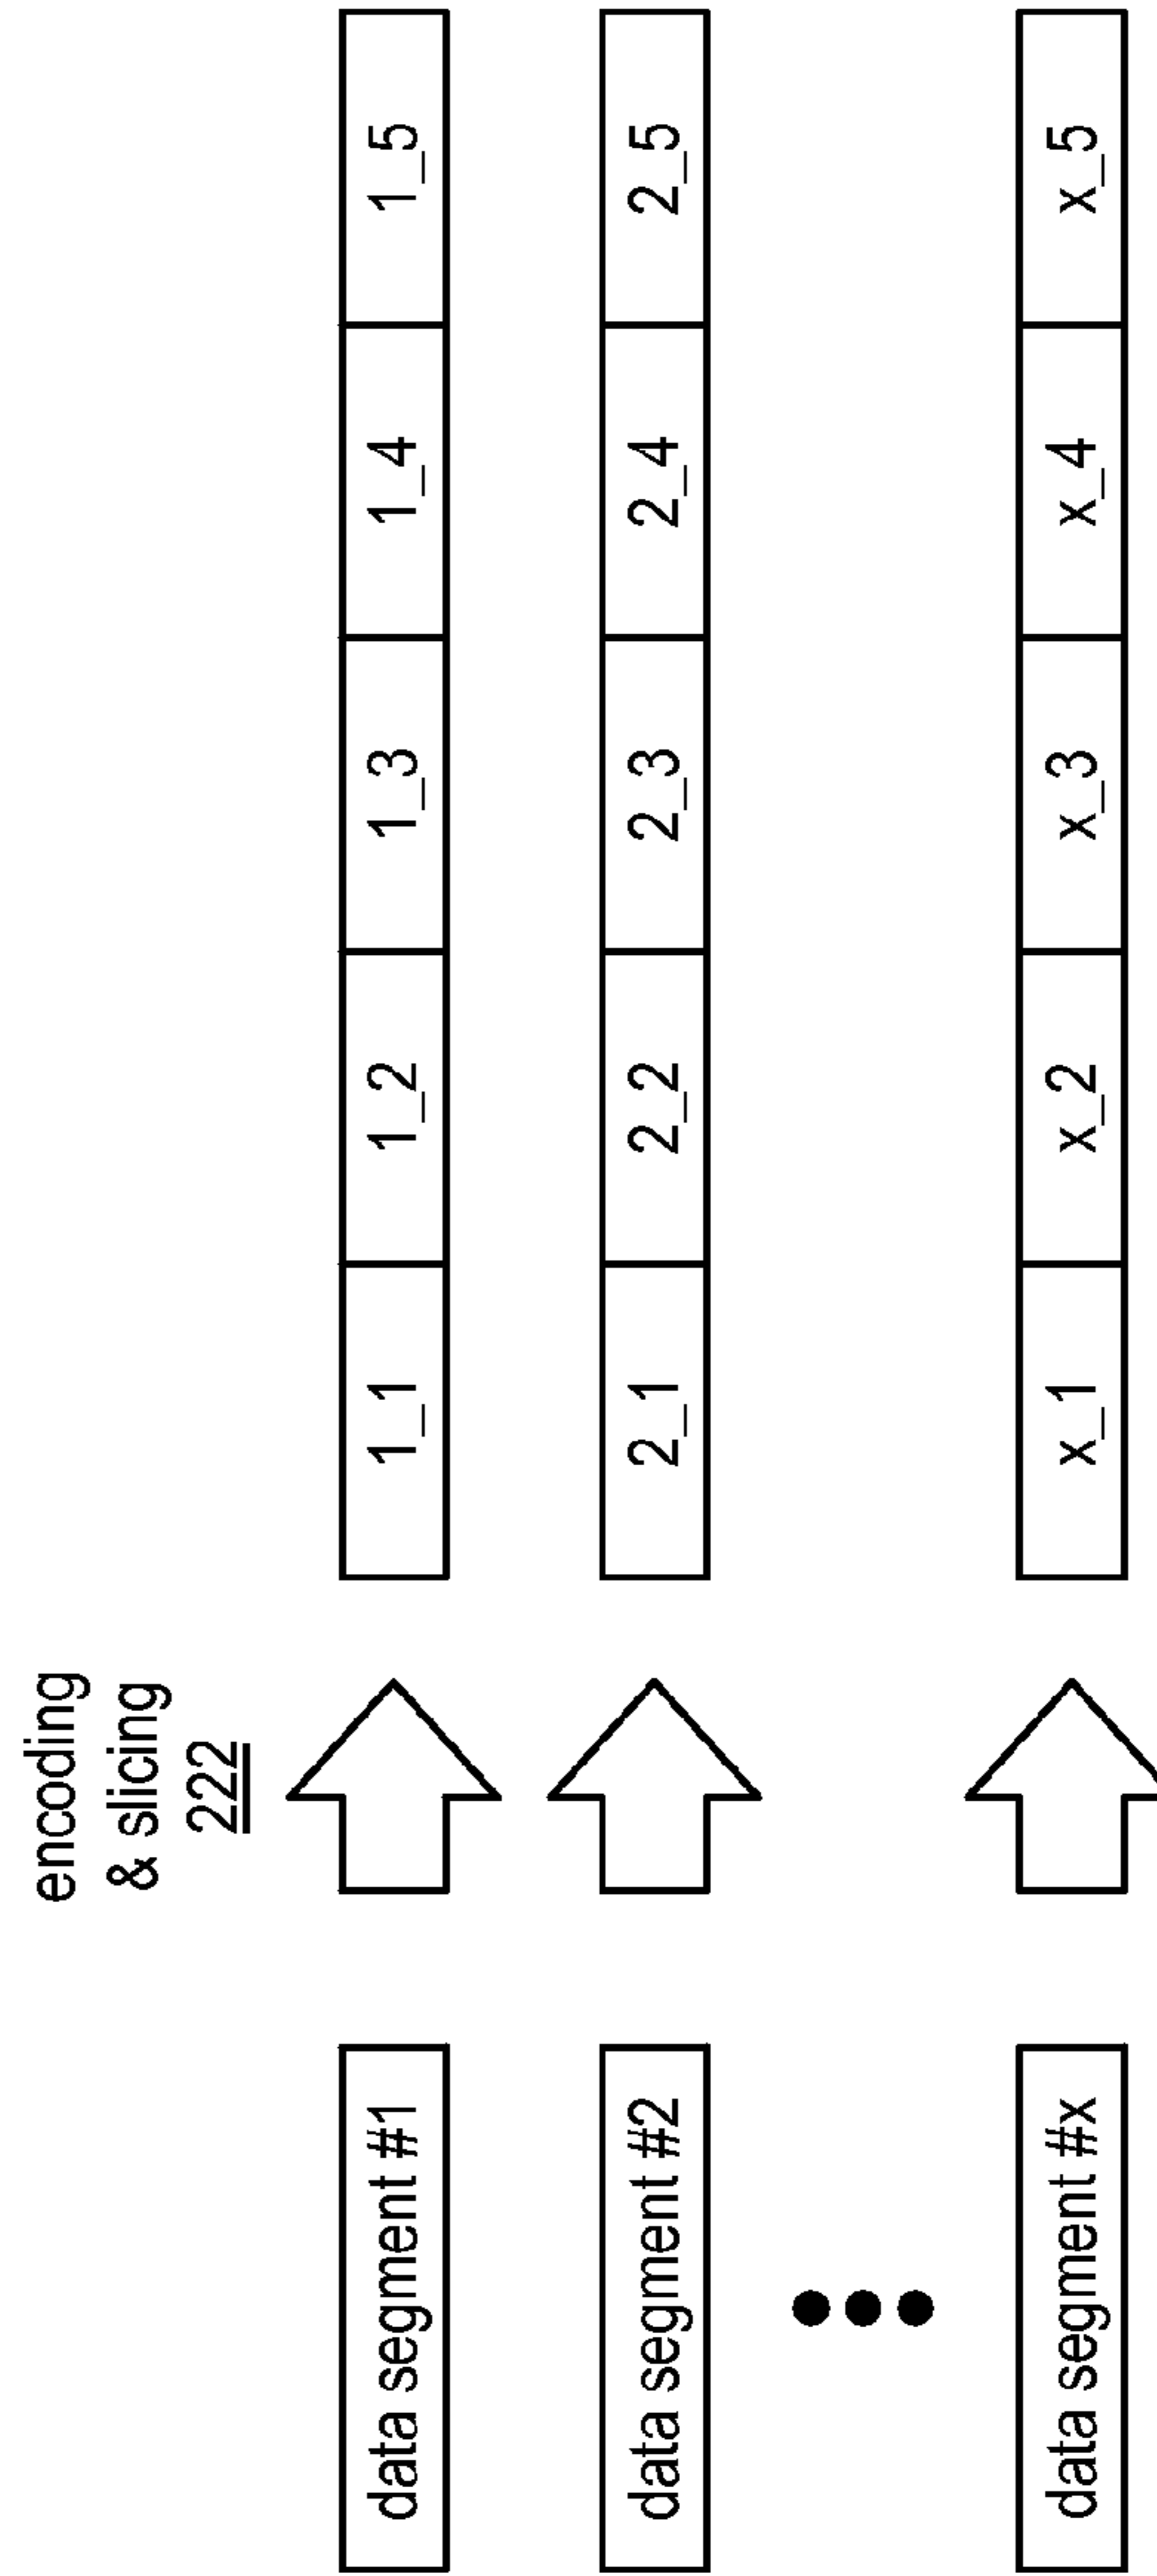 encoding
& slicing
222
data segment #1
1_1
1_2
1_3
1_4
1_5
data segment #2
2_1
2_2
2_3
2_4
2_5
data segment #x
x_1
x_2
x_3
x_4
x_5